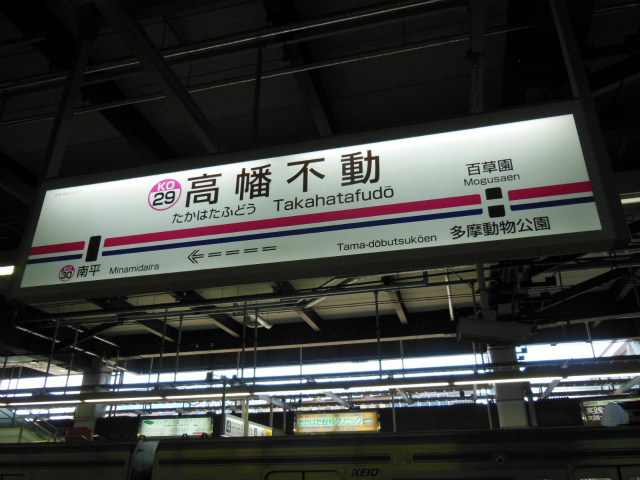 KO
29
高幡不動
たかはたふどう Takahatafudō
百草園
Mogusaen
KO
30
南平 Minamidaira
Tama-dōbutsukōen
多摩動物公園
KEIO